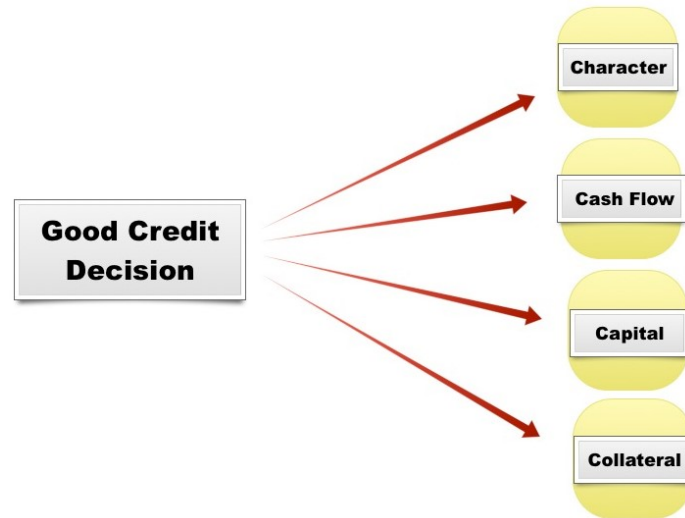 Good Credit
Decision
Character
Cash Flow
Capital
Collateral